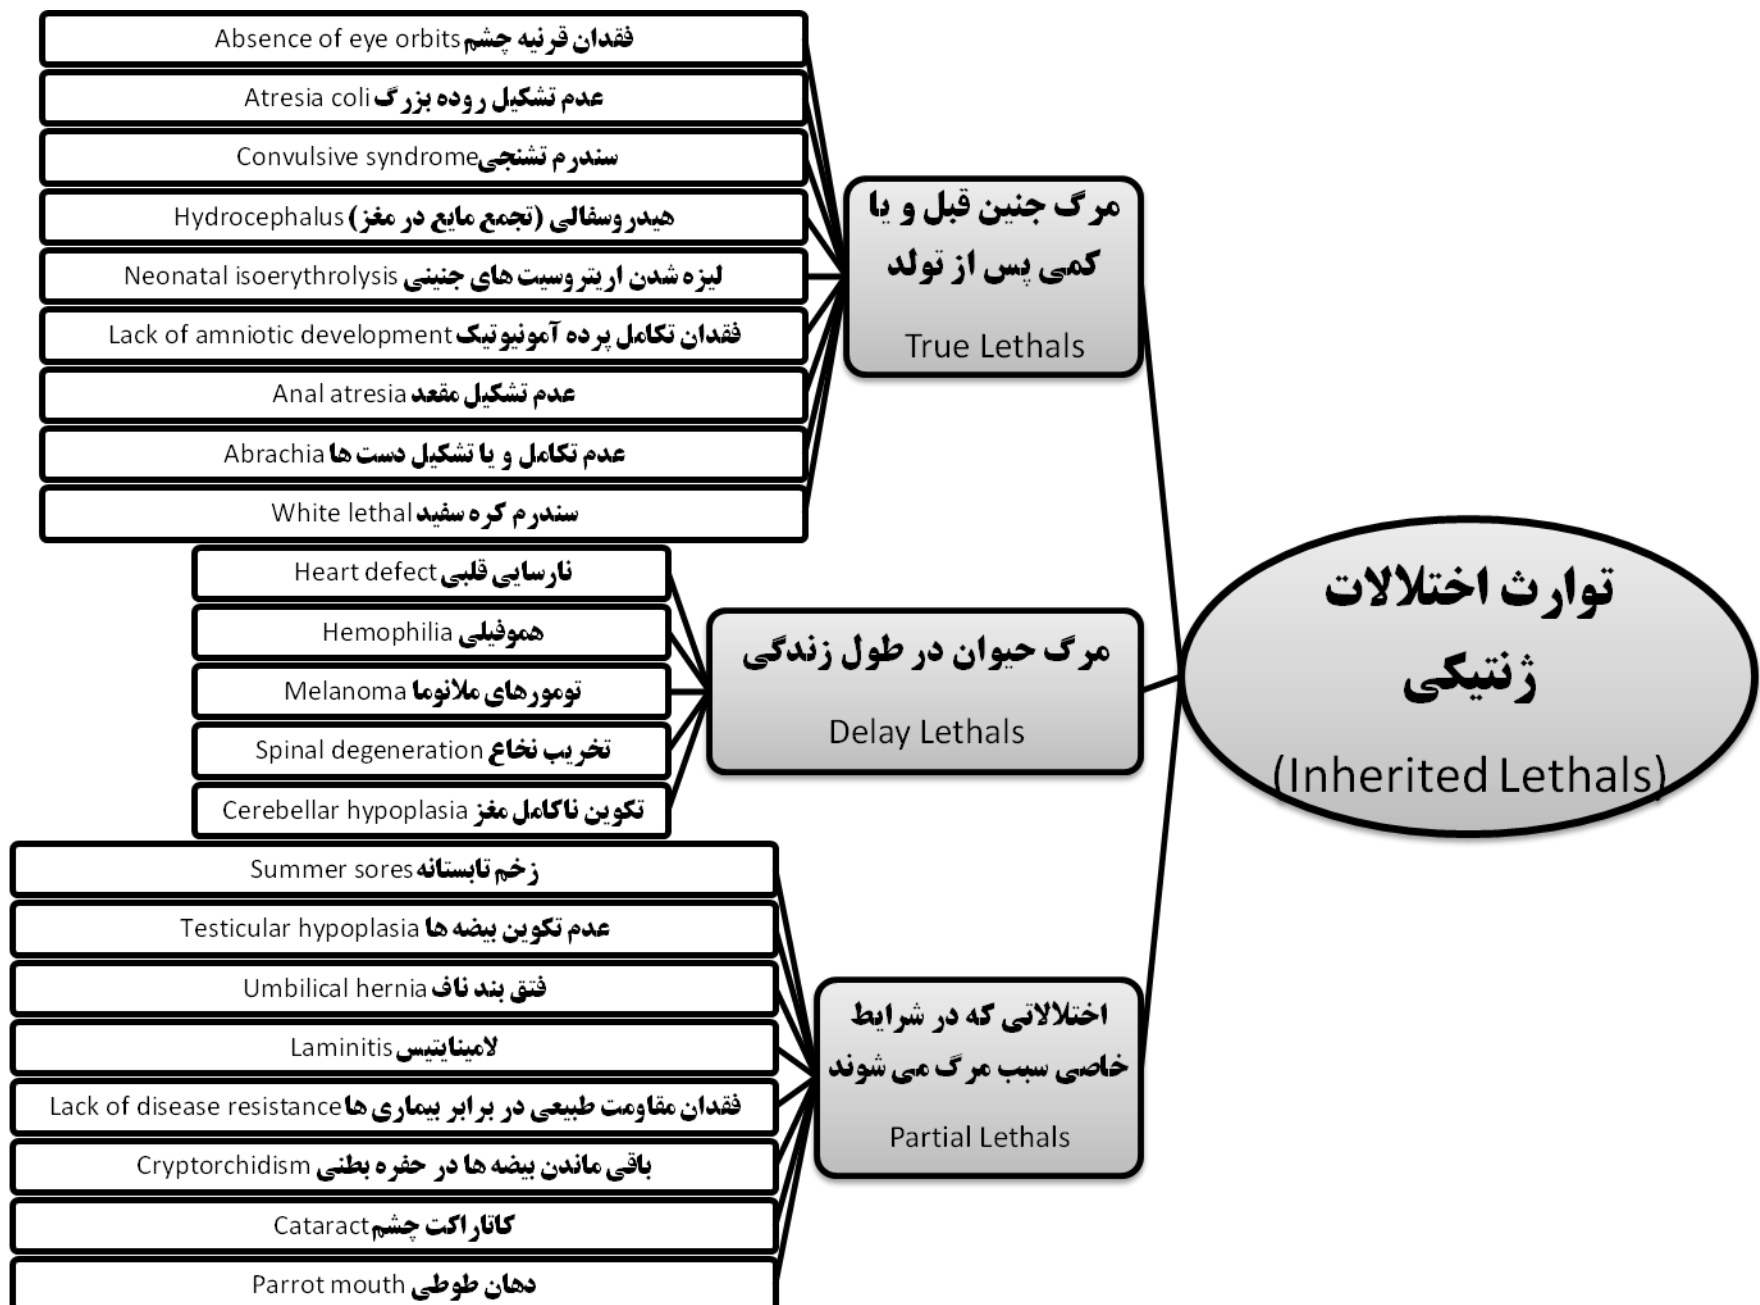 توارث اختلالات
ژنتیکی
(Inherited Lethals)
مرگ جنین قبل و یا
کمی پس از تولد
True Lethals
فقدان قرنیه چشم Absence of eye orbits
عدم تشکیل روده بزرگ Atresia coli
سندرم تشنجی Convulsive syndrome
هیدروسفالی (تجمع مایع در مغز) Hydrocephalus
لیزه شدن اریتروسیت های جنینی Neonatal isoerythrolysis
فقدان تکامل پرده آمونیوتیک Lack of amniotic development
عدم تشکیل مقعد Anal atresia
عدم تکامل و یا تشکیل دست ها Abrachia
سندرم کره سفید White lethal
مرگ حیوان در طول زندگی
Delay Lethals
نارسایی قلبی Heart defect
هموفیلی Hemophilia
تومورهای ملانوما Melanoma
تخریب نخاع Spinal degeneration
تکوین ناکامل مغز Cerebellar hypoplasia
اختلالاتی که در شرایط
خاصی سبب مرگ می شوند
Partial Lethals
زخم تابستانه Summer sores
عدم تکوین بیضه ها Testicular hypoplasia
فتق بند ناف Umbilical hernia
لامینایتیس Laminitis
فقدان مقاومت طبیعی در برابر بیماری ها Lack of disease resistance
باقی ماندن بیضه ها در حفره بطنی Cryptorchidism
کاتاراکت چشم Cataract
دهان طوطی Parrot mouth